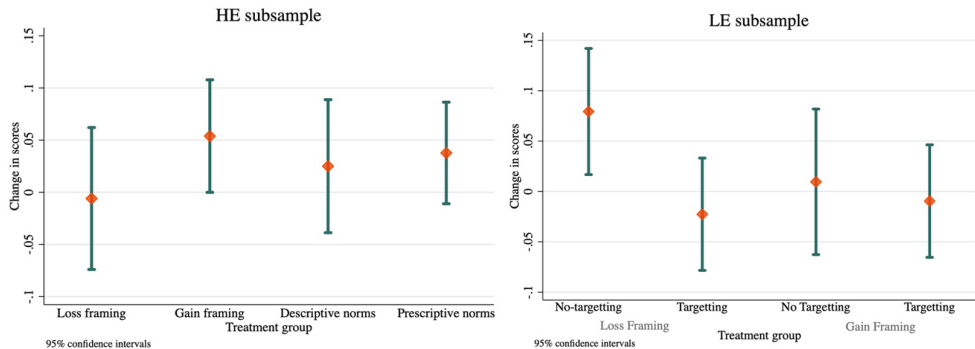 HE subsample
.15
.1
.05
0
-.05
-.1
Change in scores
Loss framing Gain framing Descriptive norms Prescriptive norms
Treatment group
95% confidence intervals
LE subsample
.15
.1
.05
0
-.05
-.1
Change in scores
No-targetting Targetting No Targetting Targetting
Loss Framing Gain Framing
Treatment group
95% confidence intervals